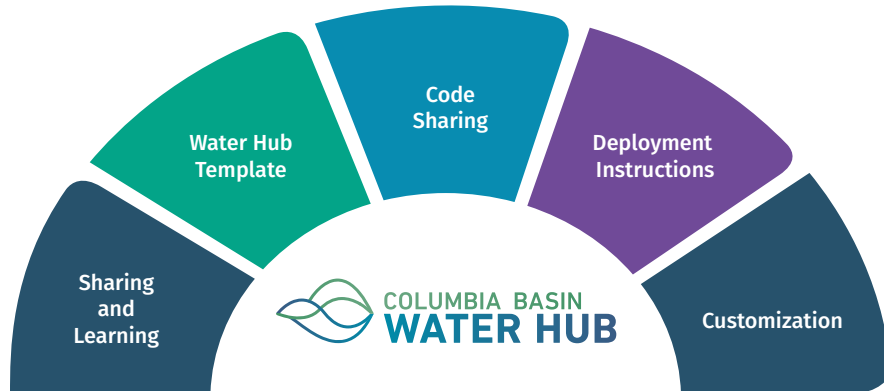 Sharing
and
Learning
Water Hub
Template
Code
Sharing
Deployment
Instructions
Customization
COLUMBIA BASIN
WATER HUB